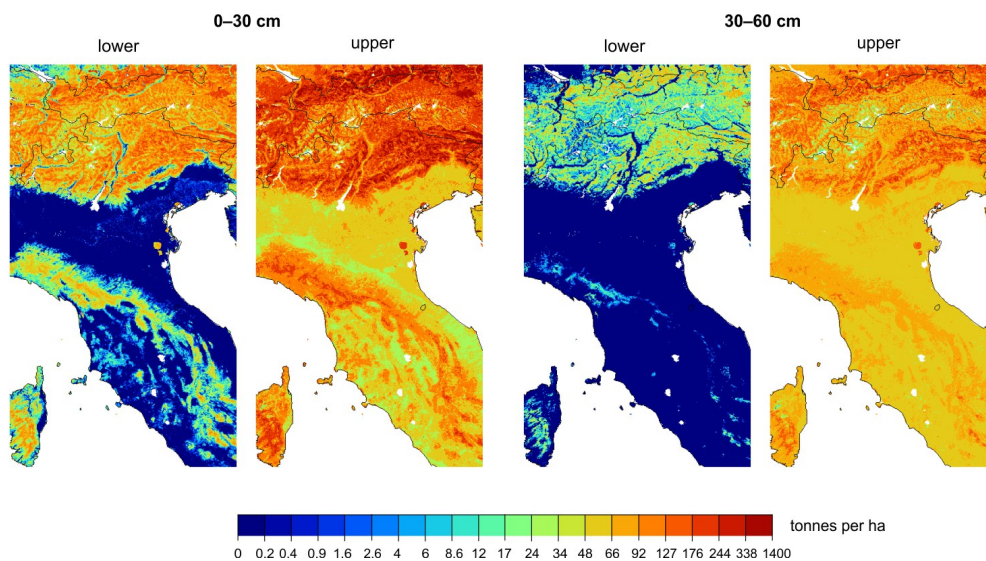 0–30 cm
30–60 cm
lower
upper
lower
upper
tonnes per ha
0 0.2 0.4 0.9 1.6 2.6 4 6 8.6 12 17 24 34 48 66 92 127 176 244 338 1400